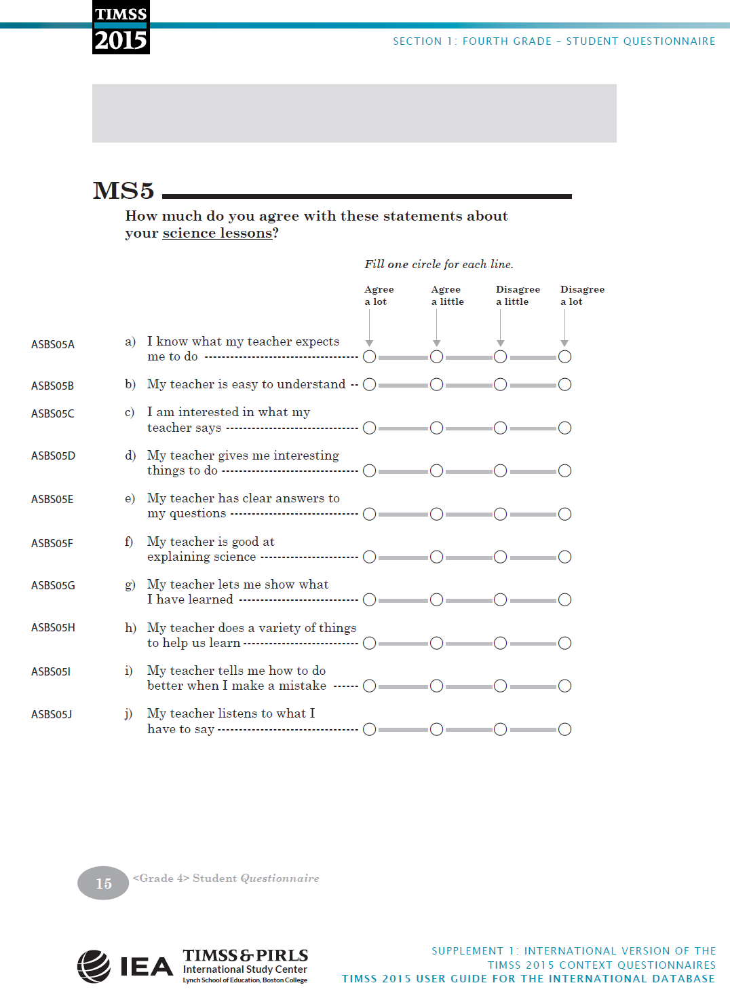 TIMSS
2015
SECTION 1: FOURTH GRADE – STUDENT QUESTIONNAIRE
MS5
How much do you agree with these statements about
your science lessons?
Fill one circle for each line.
Agree a lot
Agree a little
Disagree a little
Disagree a lot
ASBS05A a) I know what my teacher expects
me to do
ASBS05B b) My teacher is easy to understand
ASBS05C c) I am interested in what my
teacher says
ASBS05D d) My teacher gives me interesting
things to do
ASBS05E e) My teacher has clear answers to
my questions
ASBS05F f) My teacher is good at
explaining science
ASBS05G g) My teacher lets me show what
I have learned
ASBS05H h) My teacher does a variety of things
to help us learn
ASBS05I i) My teacher tells me how to do
better when I make a mistake
ASBS05J j) My teacher listens to what I
have to say
15 <Grade 4> Student Questionnaire
IEA
TIMSS & PIRLS
International Study Center
Lynch School of Education, Boston College
SUPPLEMENT 1: INTERNATIONAL VERSION OF THE
TIMSS 2015 CONTEXT QUESTIONNAIRES
TIMSS 2015 USER GUIDE FOR THE INTERNATIONAL DATABASE